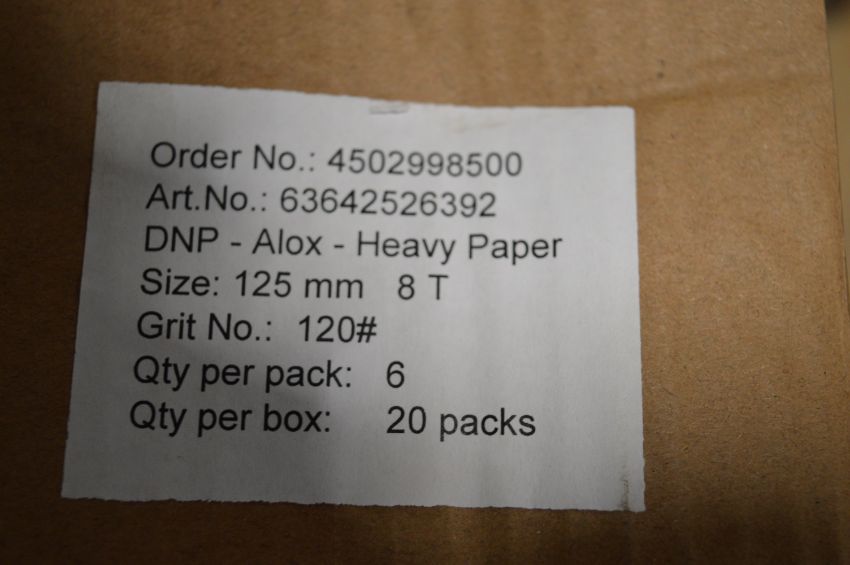 Order No.: 4502998500
Art.No.: 63642526392
DNP - Alox - Heavy Paper
Size: 125 mm 8 T
Grit No.: 120#
Qty per pack: 6
Qty per box: 20 packs